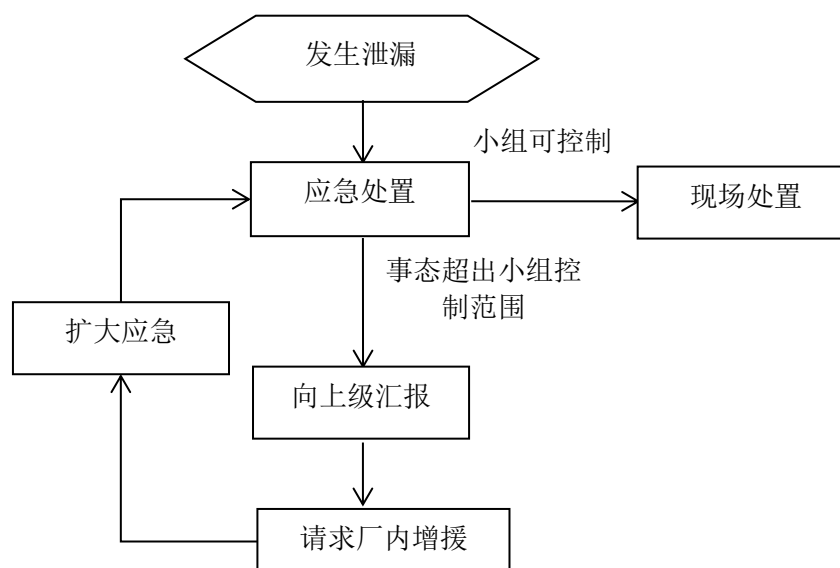 发生泄漏
小组可控制
应急处置
现场处置
事态超出小组控
制范围
扩大应急
向上级汇报
请求厂内增援